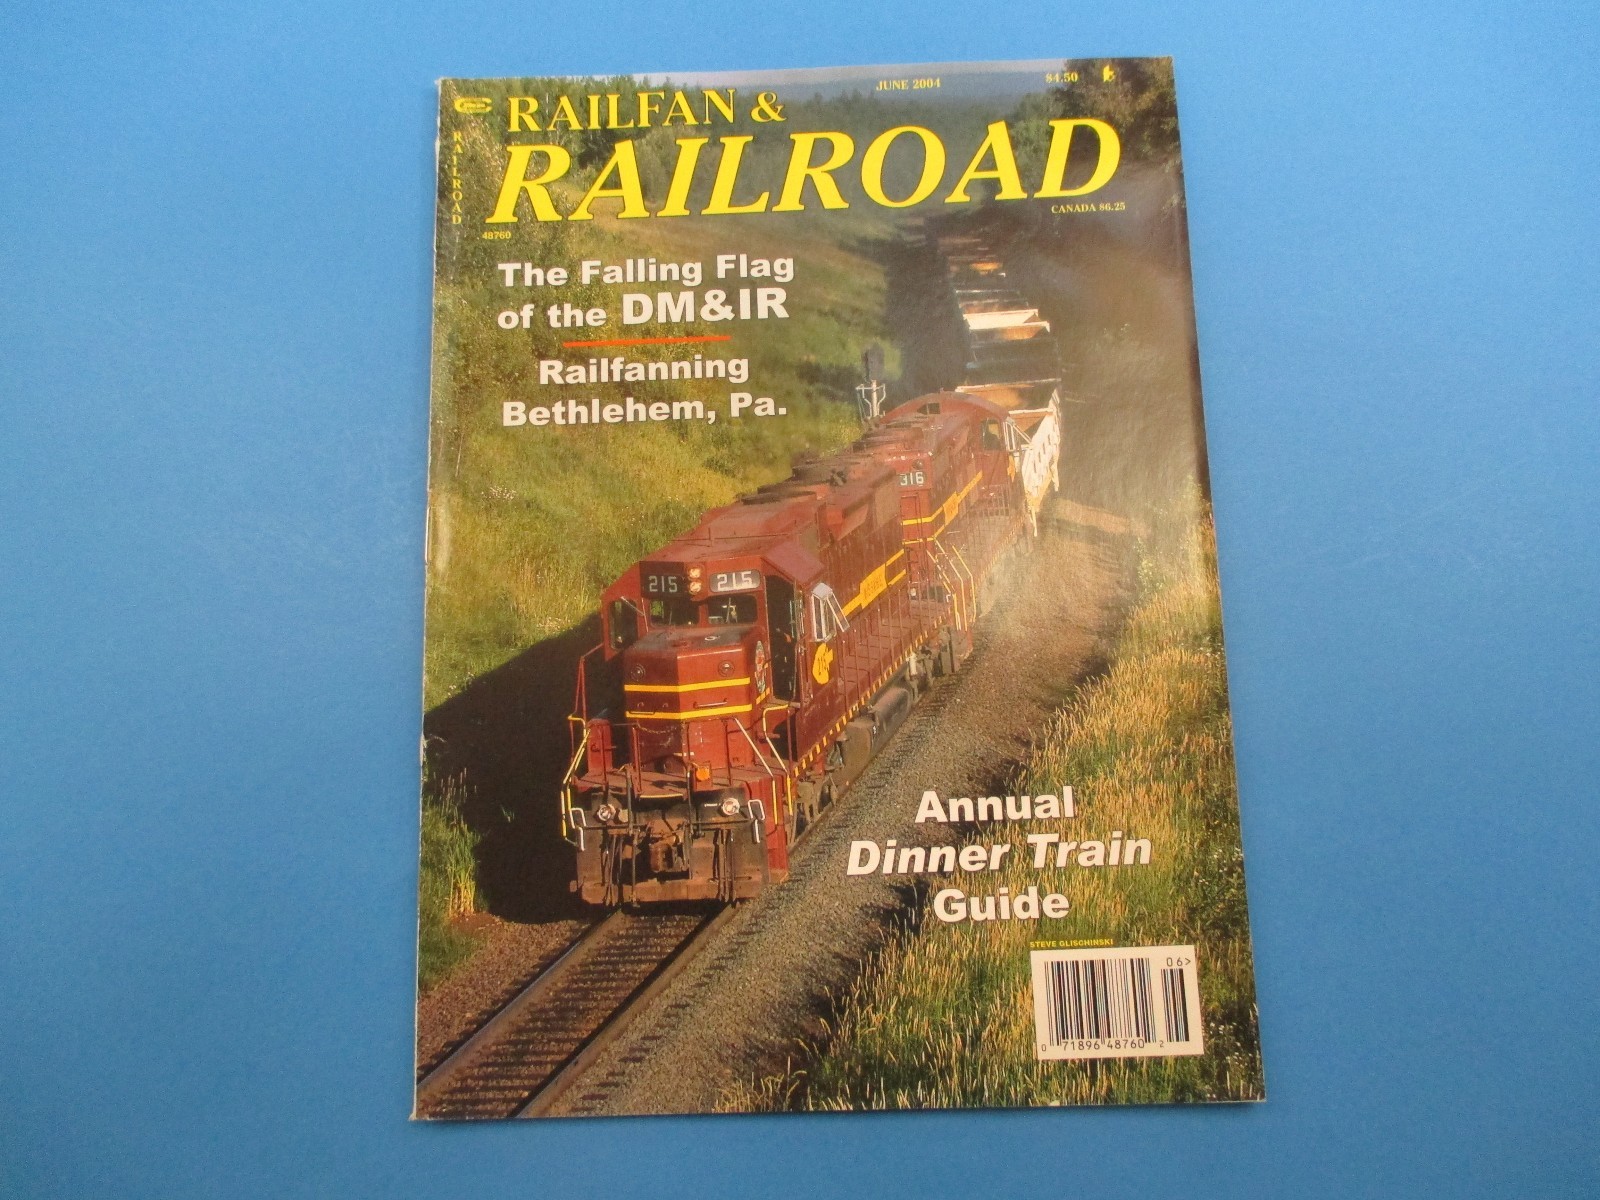 JUNE 2004
$4.50
RAILFAN &
RAILROAD
RAILROAD
CANADA $6.25
48760
The Falling Flag
of the DM&IR
Railfanning
Bethlehem, Pa.
316
215 215
Annual
Dinner Train
Guide
STEVE GLISCHINSKI
06>
0 71896 48760 2